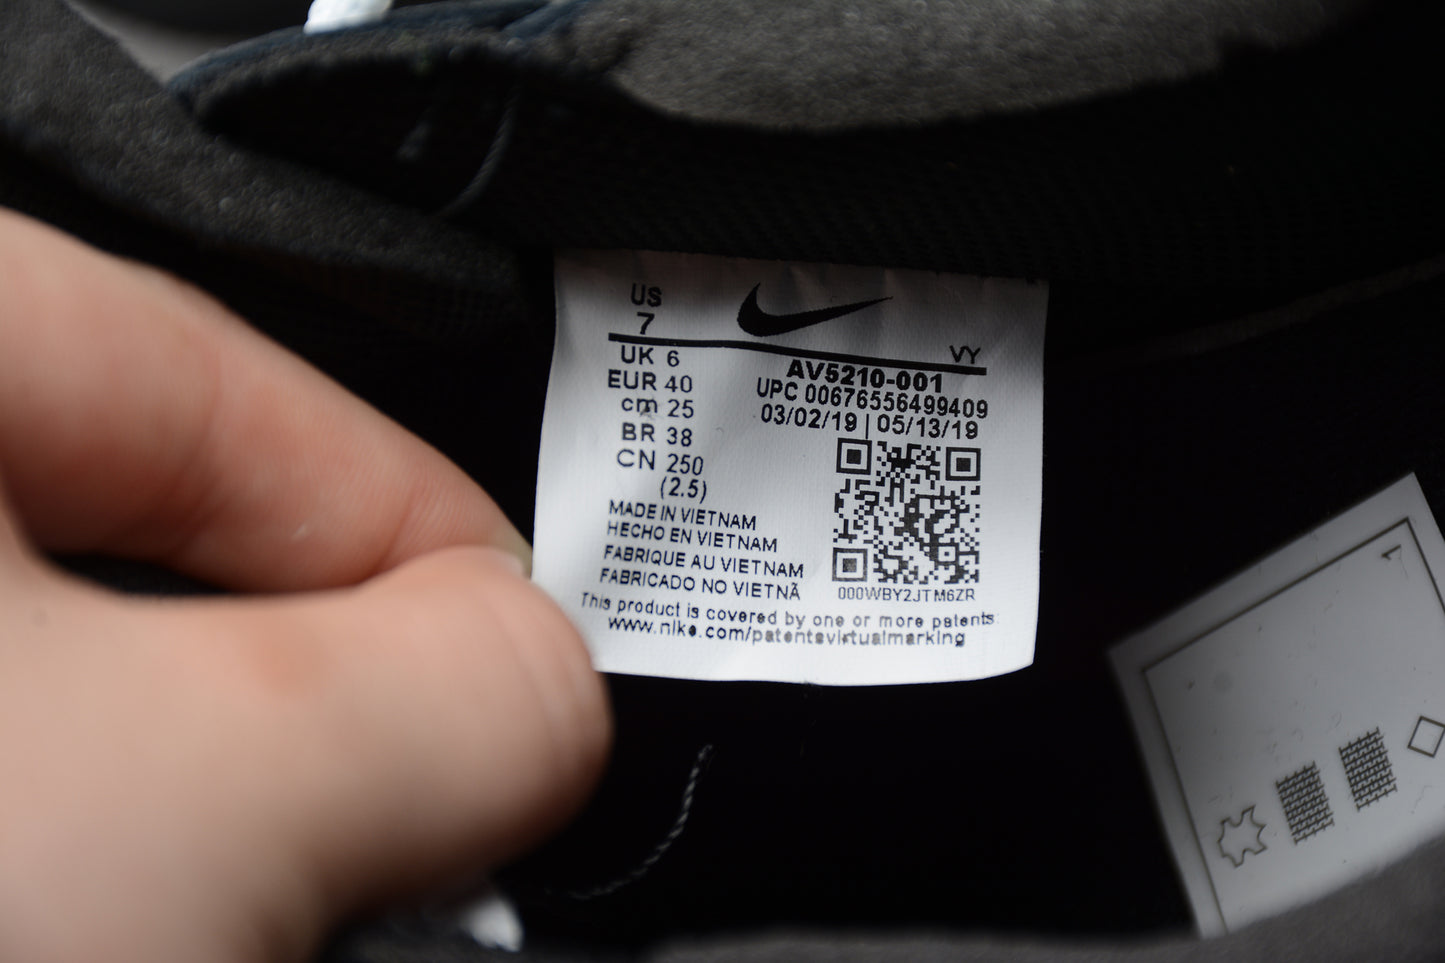 US
7
VY
UK 6
EUR 40
cm 25
BR 38
CN 250
(2.5)
AV5210-001
UPC 00676556499409
03/02/19 | 05/13/19
MADE IN VIETNAM
HECHO EN VIETNAM
FABRIQUE AU VIETNAM
FABRICADO NO VIETNÃ
000WBY2JTM6ZR
This product is covered by one or more patents:
www.nike.com/patentsvirtualmarking